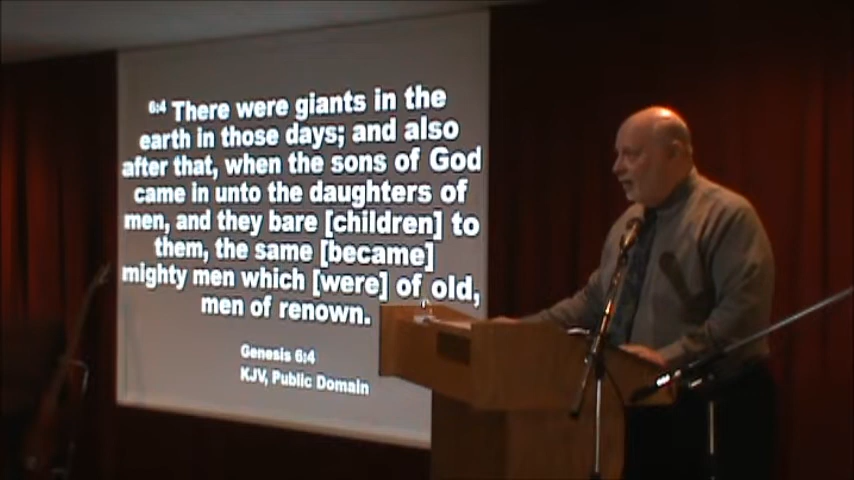 6:4 There were giants in the
earth in those days; and also
after that, when the sons of God
came in unto the daughters of
men, and they bare [children] to
them, the same [became]
mighty men which [were] of old,
men of renown.
Genesis 6:4
KJV, Public Domain